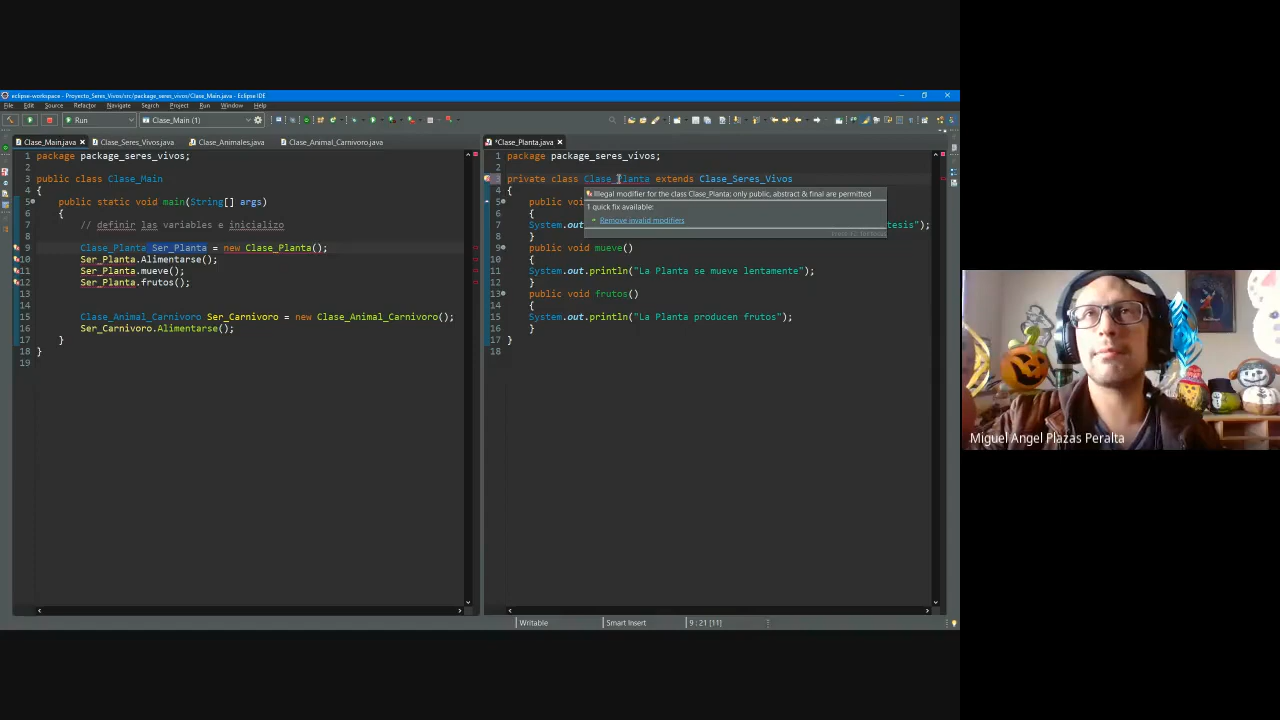 eclipse-workspace - Proyecto_Seres_Vivos/src/package_seres_vivos/Clase_Main.java - Eclipse IDE
File Edit Source Refactor Navigate Search Project Run Window Help
Run Clase_Main (1)
Clase_Main.java Clase_Seres_Vivos.java Clase_Animales.java Clase_Animal_Carnivoro.java
1 package package_seres_vivos;
2
3 public class Clase_Main
4 {
5 public static void main(String[] args)
6 {
7 // definir las variables e inicializo
8
9 Clase_Planta Ser_Planta = new Clase_Planta();
10 Ser_Planta.Alimentarse();
11 Ser_Planta.mueve();
12 Ser_Planta.frutos();
13
14
15 Clase_Animal_Carnivoro Ser_Carnivoro = new Clase_Animal_Carnivoro();
16 Ser_Carnivoro.Alimentarse();
17 }
18 }
19
*Clase_Planta.java
1 package package_seres_vivos;
2
3 private class Clase_Planta extends Clase_Seres_Vivos
4 {
Illegal modifier for the class Clase_Planta; only public, abstract & final are permitted
5 public voi
1 quick fix available:
6 {
Remove invalid modifiers
7 System.out esis");
8 }
9 public void mueve()
10 {
11 System.out.println("La Planta se mueve lentamente");
12 }
13 public void frutos()
14 {
15 System.out.println("La Planta producen frutos");
16 }
17 }
18
Writable Smart Insert 9 : 21 [11]
Miguel Angel Plazas Peralta